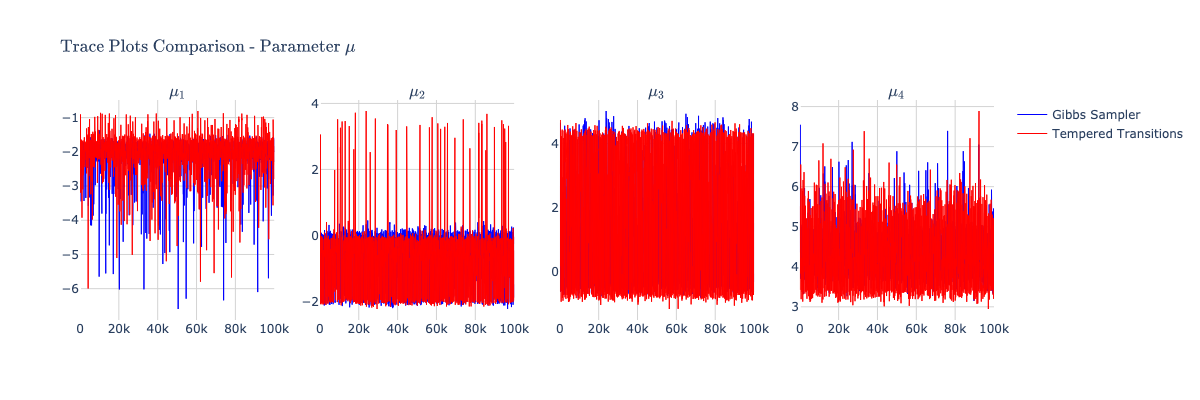 Trace Plots Comparison - Parameter μ
μ1
μ2
μ3
μ4
−1
−2
−3
−4
−5
−6
0
20k
40k
60k
80k
100k
4
2
0
−2
0
20k
40k
60k
80k
100k
4
2
0
0
20k
40k
60k
80k
100k
8
7
6
5
4
3
0
20k
40k
60k
80k
100k
Gibbs Sampler
Tempered Transitions